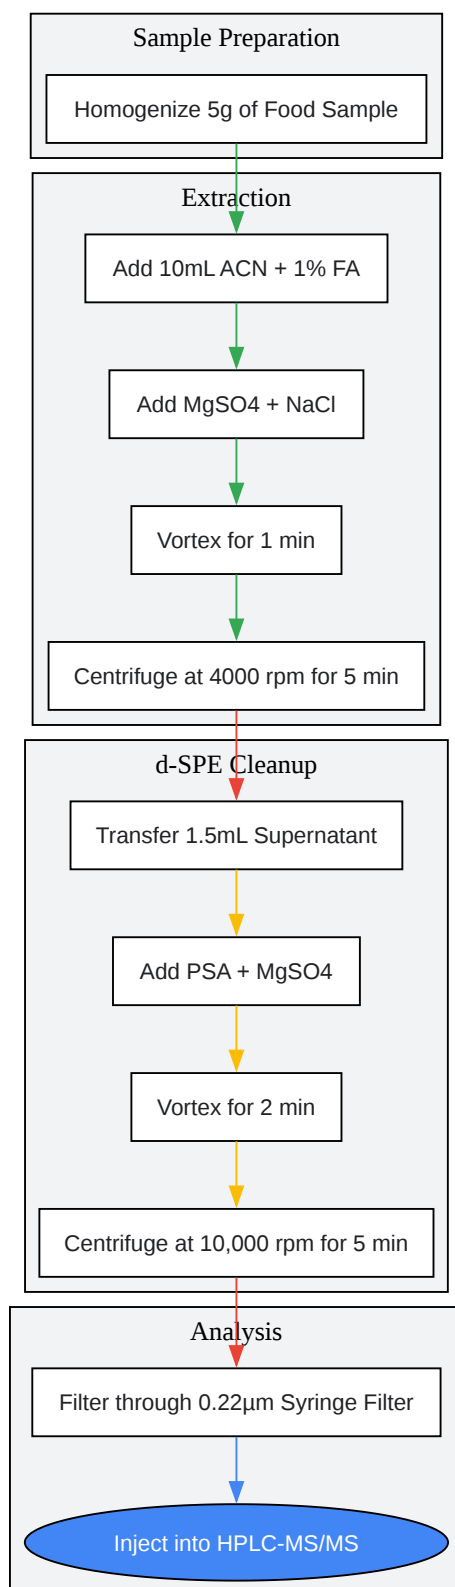 Sample Preparation
Homogenize 5g of Food Sample
Extraction
Add 10mL ACN + 1% FA
Add MgSO4 + NaCl
Vortex for 1 min
Centrifuge at 4000 rpm for 5 min
d-SPE Cleanup
Transfer 1.5mL Supernatant
Add PSA + MgSO4
Vortex for 2 min
Centrifuge at 10,000 rpm for 5 min
Analysis
Filter through 0.22µm Syringe Filter
Inject into HPLC-MS/MS